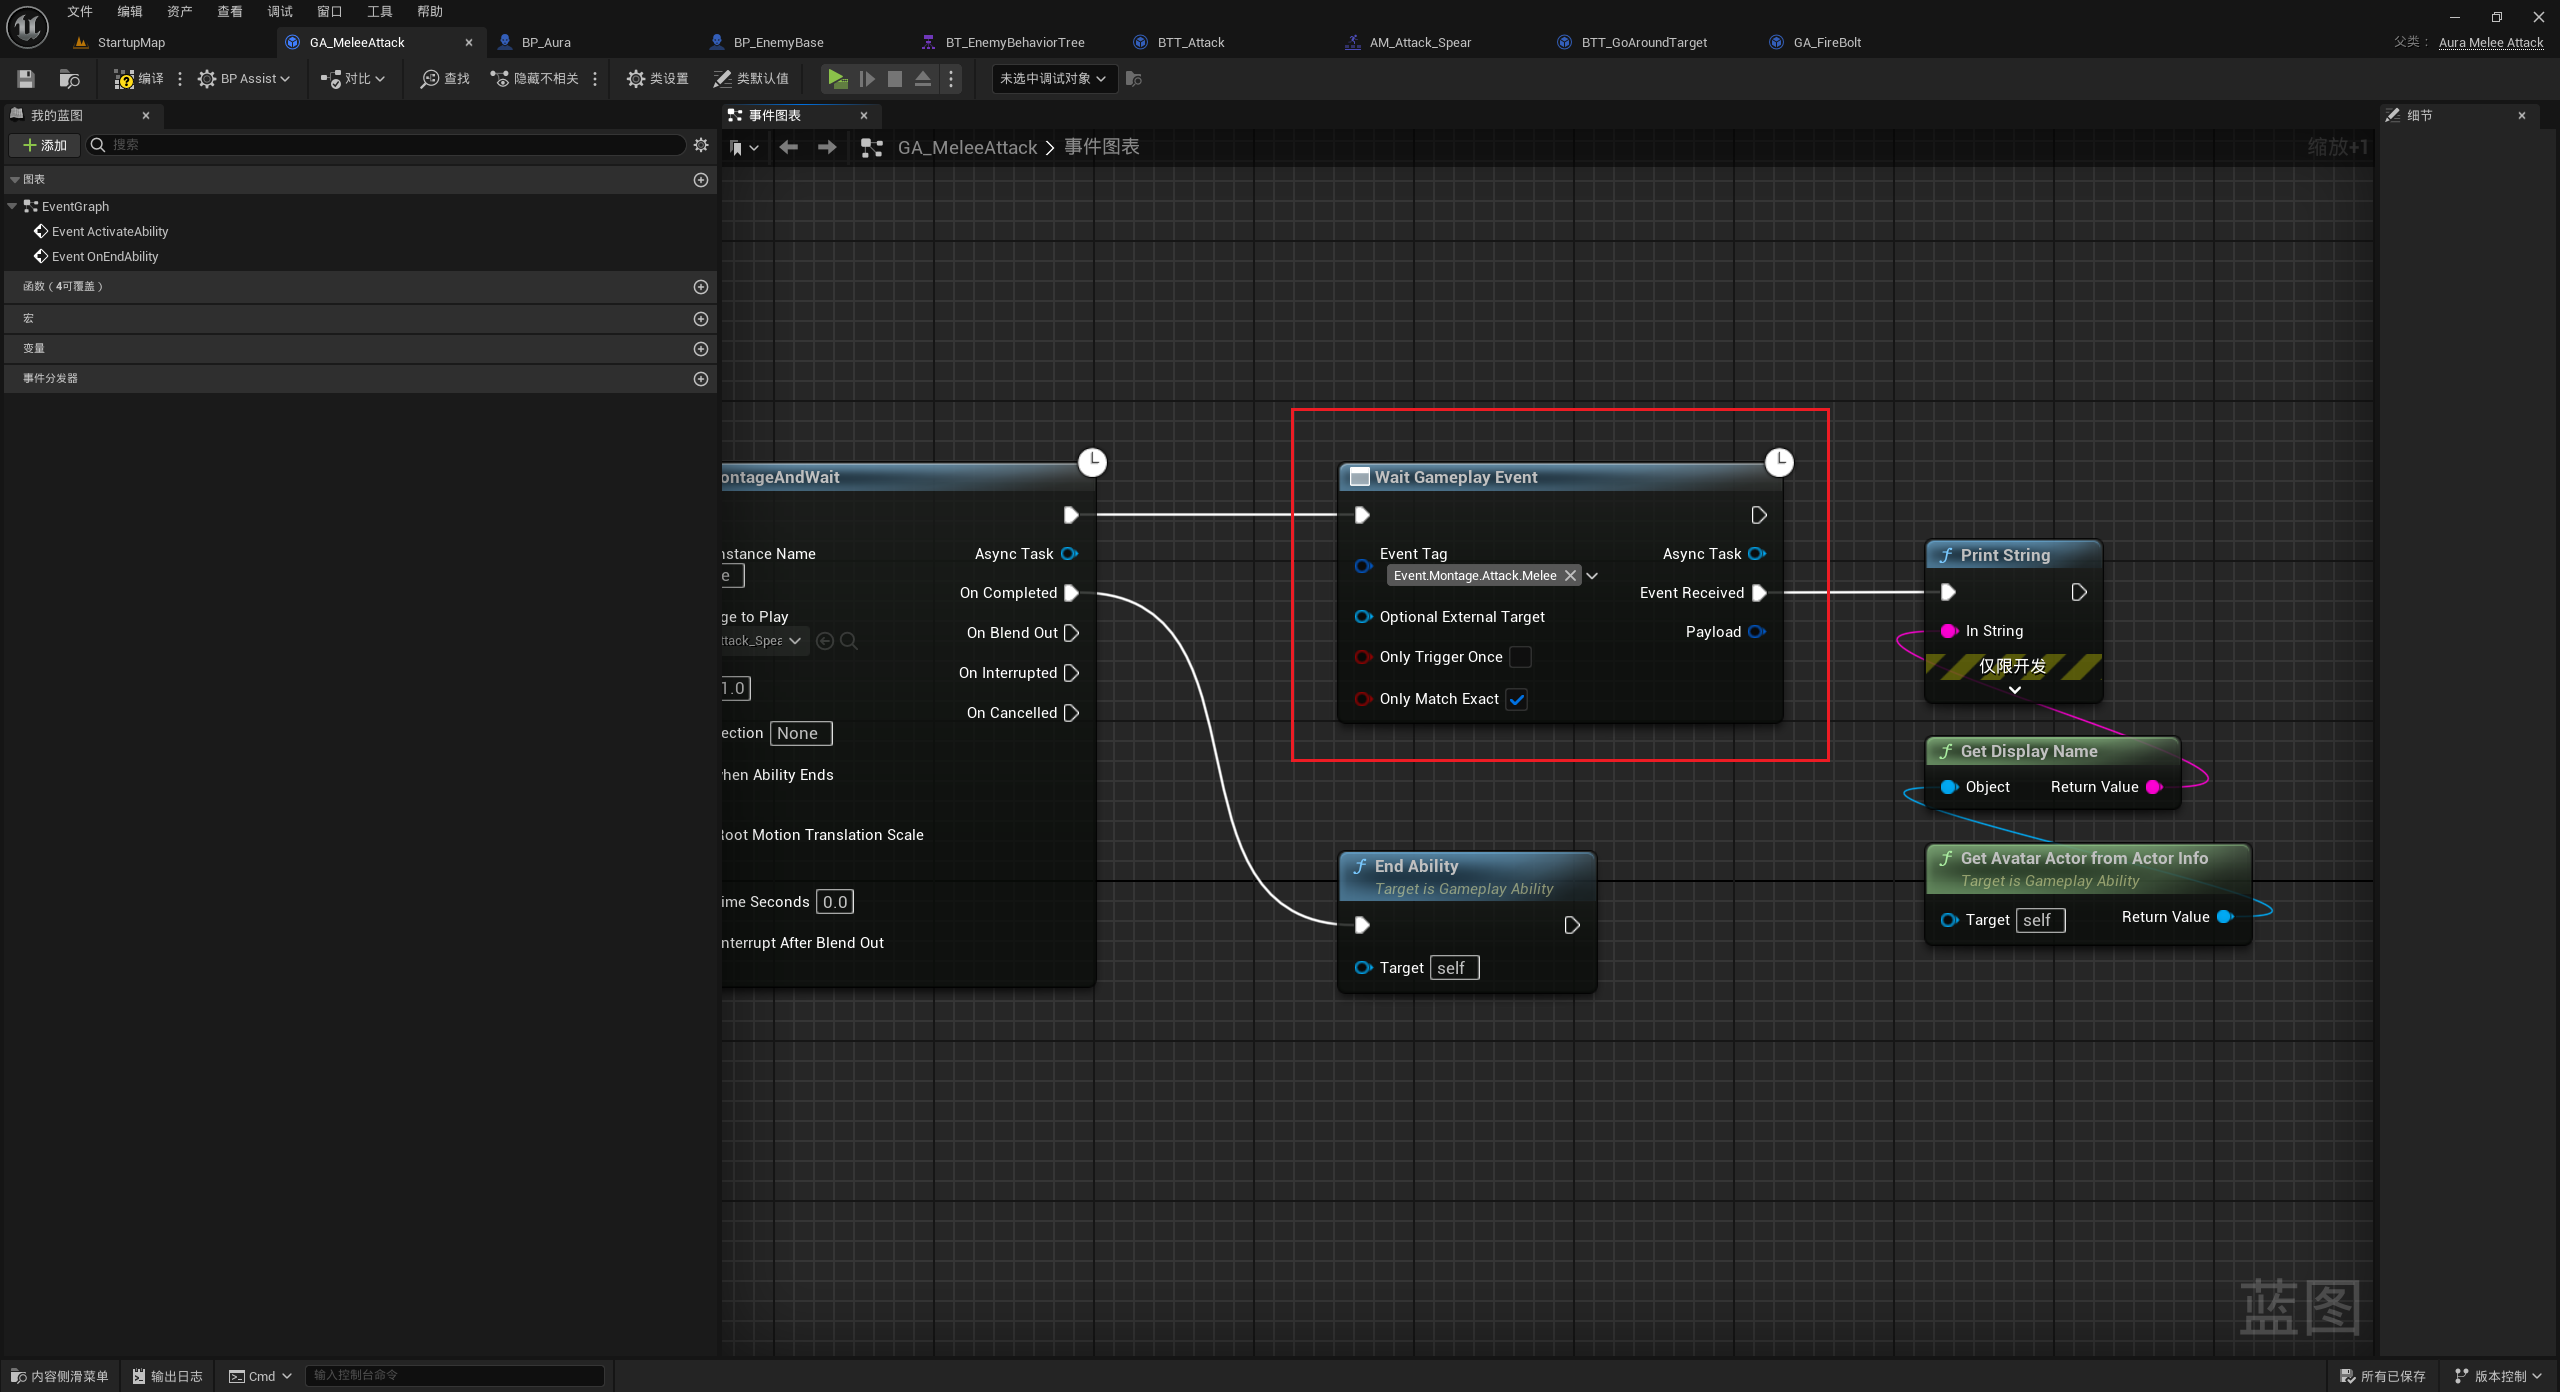 文件 编辑 资产 查看 调试 窗口 工具 帮助
StartupMap GA_MeleeAttack BP_Aura BP_EnemyBase BT_EnemyBehaviorTree BTT_Attack AM_Attack_Spear BTT_GoAroundTarget GA_FireBolt 父类： Aura Melee Attack
编译 BP Assist 对比 查找 隐藏不相关 类设置 类默认值 未选中调试对象
我的蓝图
添加 搜索
图表
EventGraph
Event ActivateAbility
Event OnEndAbility
函数（4可覆盖）
宏
变量
事件分发器
事件图表
GA_MeleeAttack > 事件图表
缩放+1
细节
ontageAndWait
nstance Name
e
ge to Play
ttack_Spea
1.0
ection None
hen Ability Ends
Root Motion Translation Scale
ime Seconds 0.0
nterrupt After Blend Out
Async Task
On Completed
On Blend Out
On Interrupted
On Cancelled
Wait Gameplay Event
Event Tag
Event.Montage.Attack.Melee
Optional External Target
Only Trigger Once
Only Match Exact
Async Task
Event Received
Payload
End Ability
Target is Gameplay Ability
Target self
Print String
In String
仅限开发
Get Display Name
Object Return Value
Get Avatar Actor from Actor Info
Target is Gameplay Ability
Target self Return Value
蓝图
内容侧滑菜单 输出日志 Cmd 输入控制台命令 所有已保存 版本控制